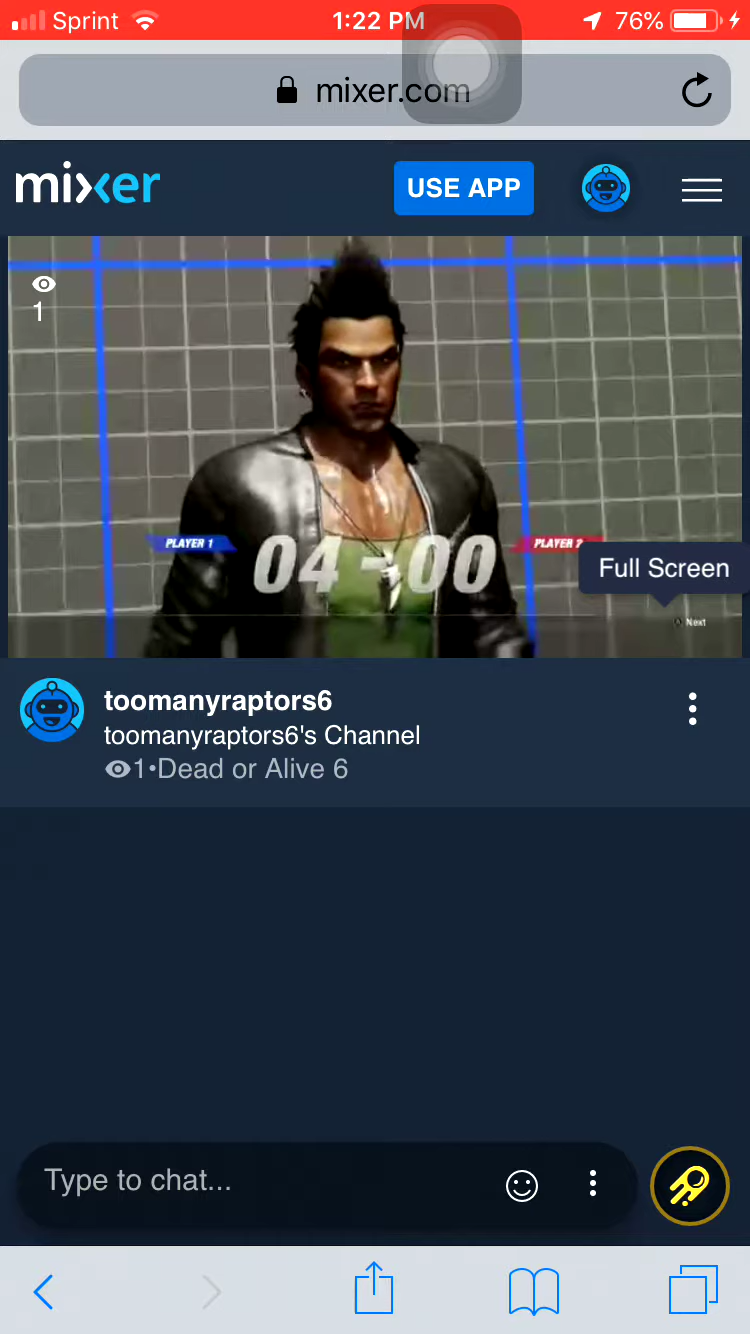 Sprint 1:22 PM 76%
mixer.com
mixer USE APP
1
PLAYER 1 04-00 PLAYER 2
Full Screen
Next
toomanyraptors6
toomanyraptors6's Channel
1•Dead or Alive 6
Type to chat...